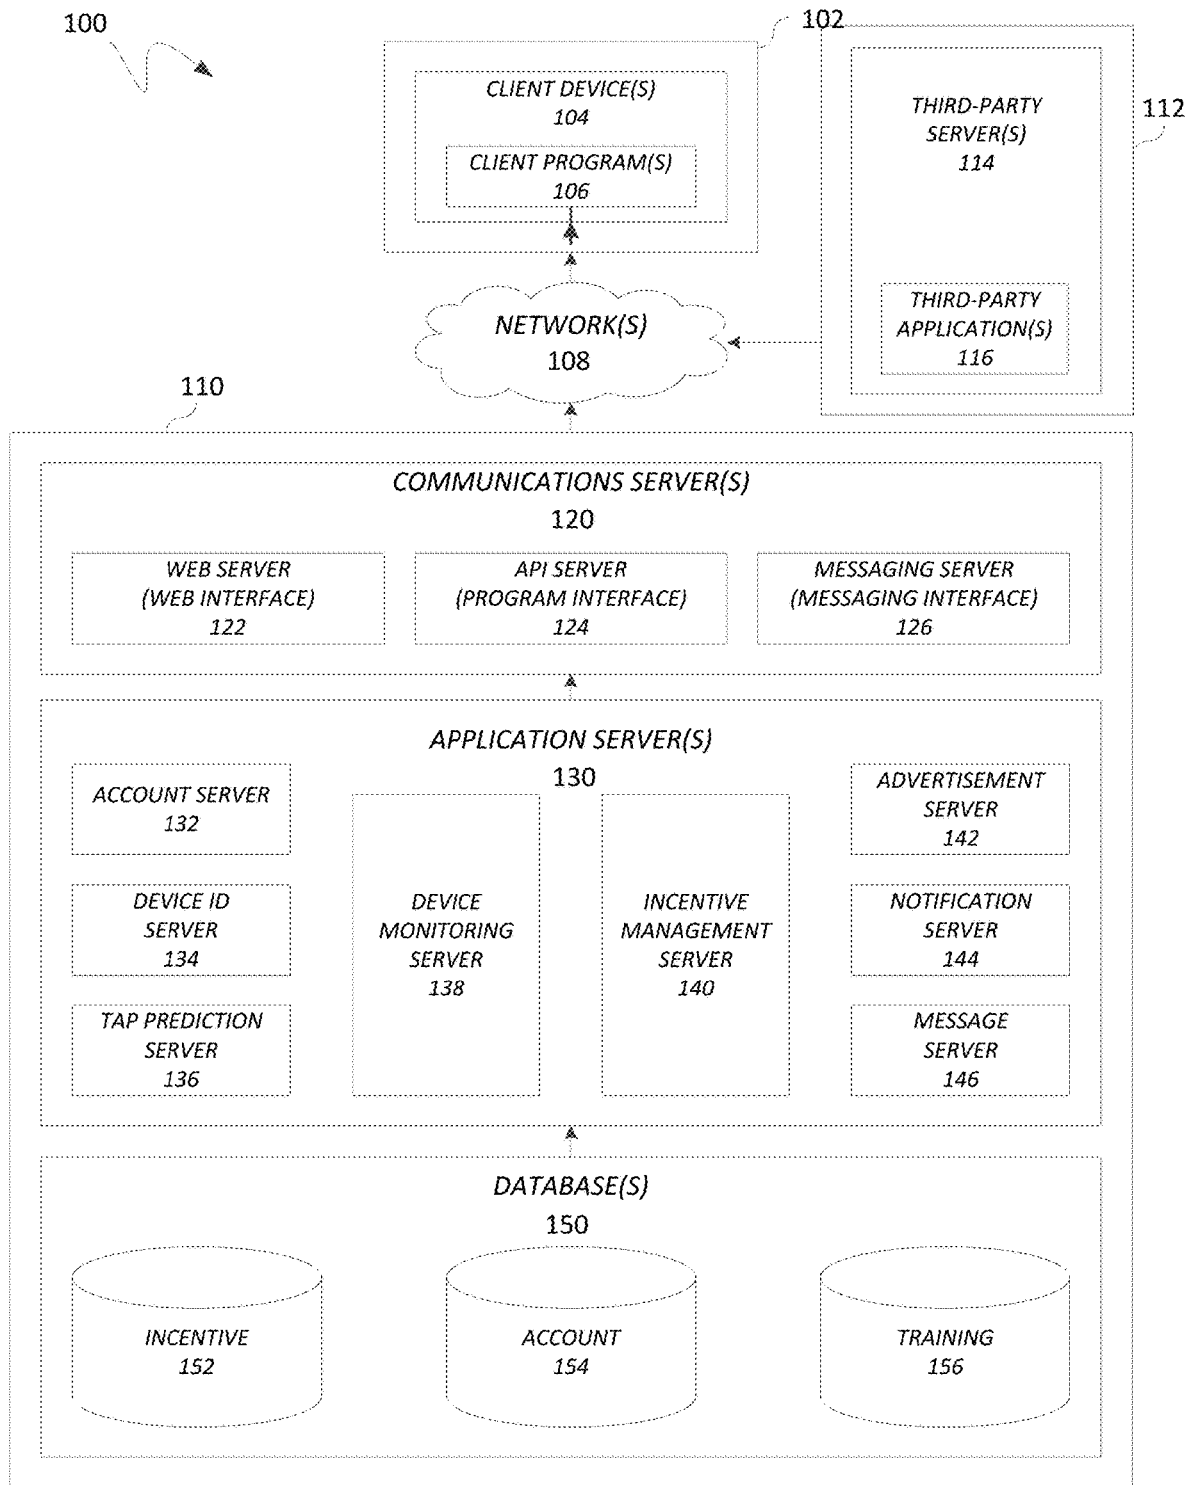 100
102
CLIENT DEVICE(S)
104
CLIENT PROGRAM(S)
106
112
THIRD-PARTY
SERVER(S)
114
THIRD-PARTY
APPLICATION(S)
116
NETWORK(S)
108
110
COMMUNICATIONS SERVER(S)
120
WEB SERVER
(WEB INTERFACE)
122
API SERVER
(PROGRAM INTERFACE)
124
MESSAGING SERVER
(MESSAGING INTERFACE)
126
APPLICATION SERVER(S)
130
ACCOUNT SERVER
132
DEVICE ID
SERVER
134
TAP PREDICTION
SERVER
136
DEVICE
MONITORING
SERVER
138
INCENTIVE
MANAGEMENT
SERVER
140
ADVERTISEMENT
SERVER
142
NOTIFICATION
SERVER
144
MESSAGE
SERVER
146
DATABASE(S)
150
INCENTIVE
152
ACCOUNT
154
TRAINING
156